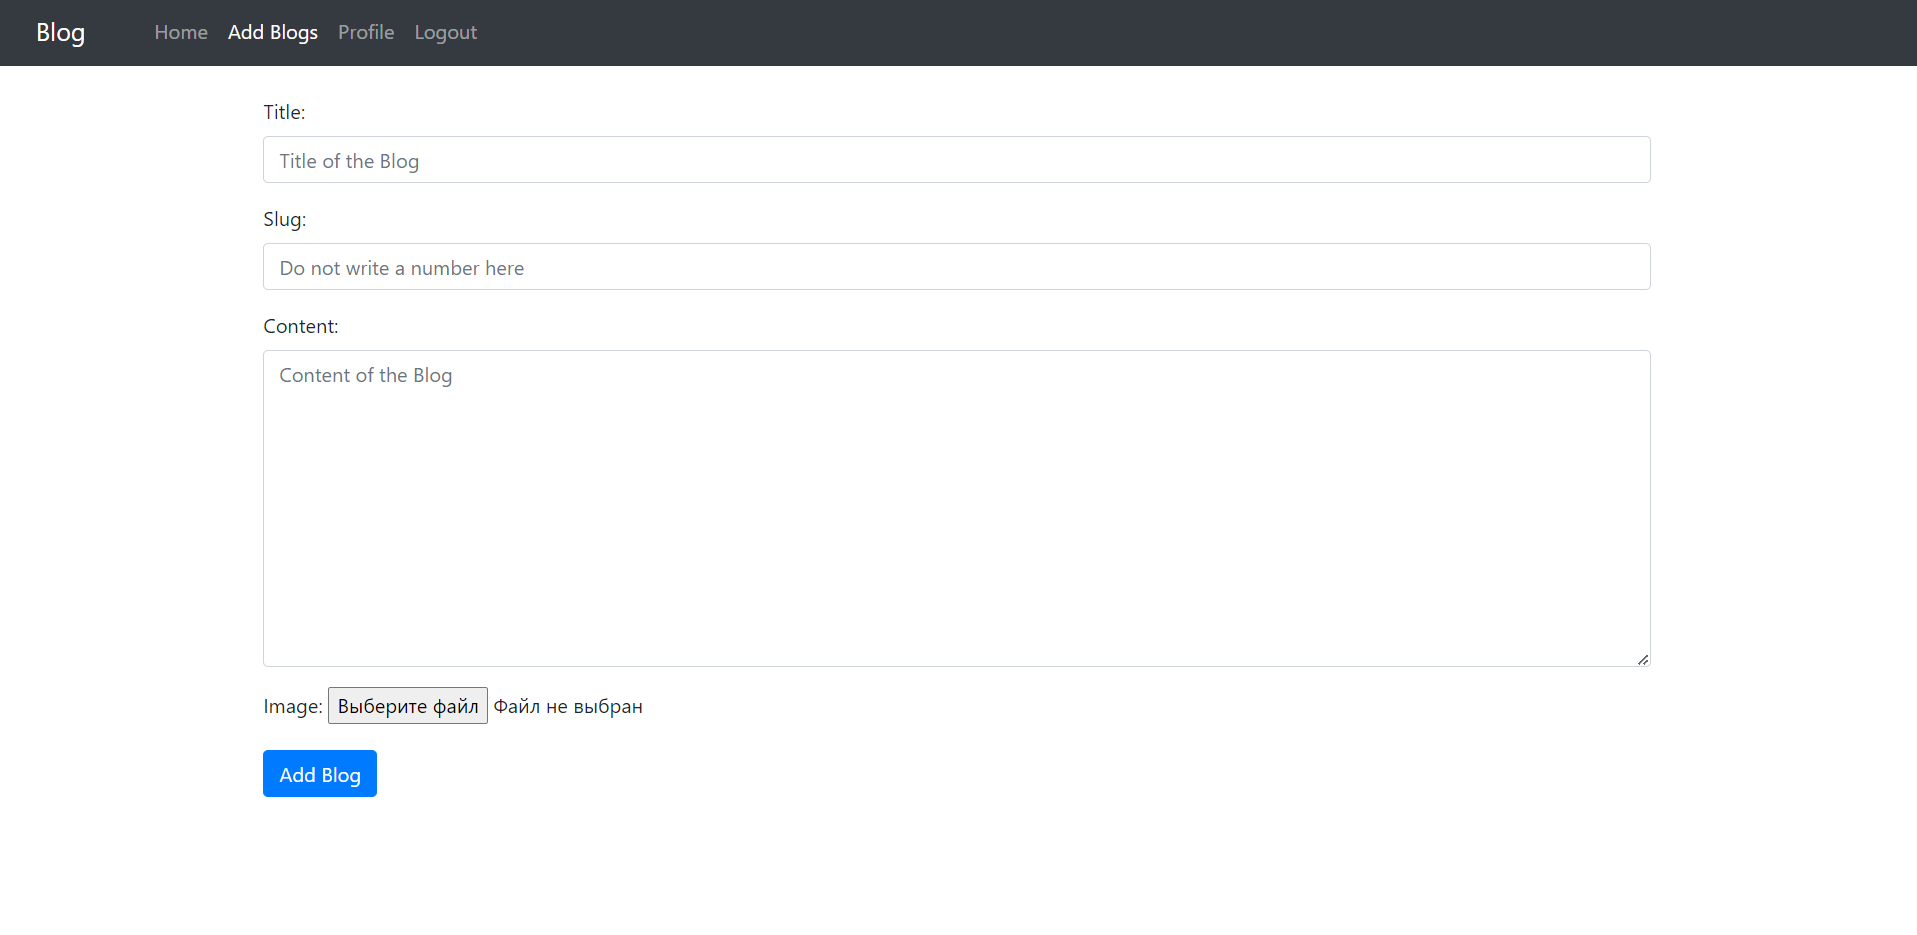 Blog Home Add Blogs Profile Logout
Title:
Title of the Blog
Slug:
Do not write a number here
Content:
Content of the Blog
Image: Выберите файл Файл не выбран
Add Blog